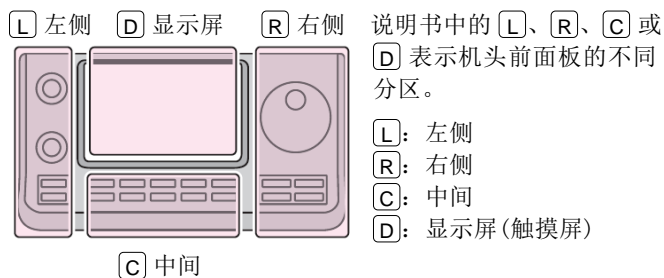 L 左侧 D 显示屏 R 右侧
C 中间
说明书中的 L、R、C 或
D 表示机头前面板的不同
分区。
L：左侧
R：右侧
C：中间
D：显示屏(触摸屏)